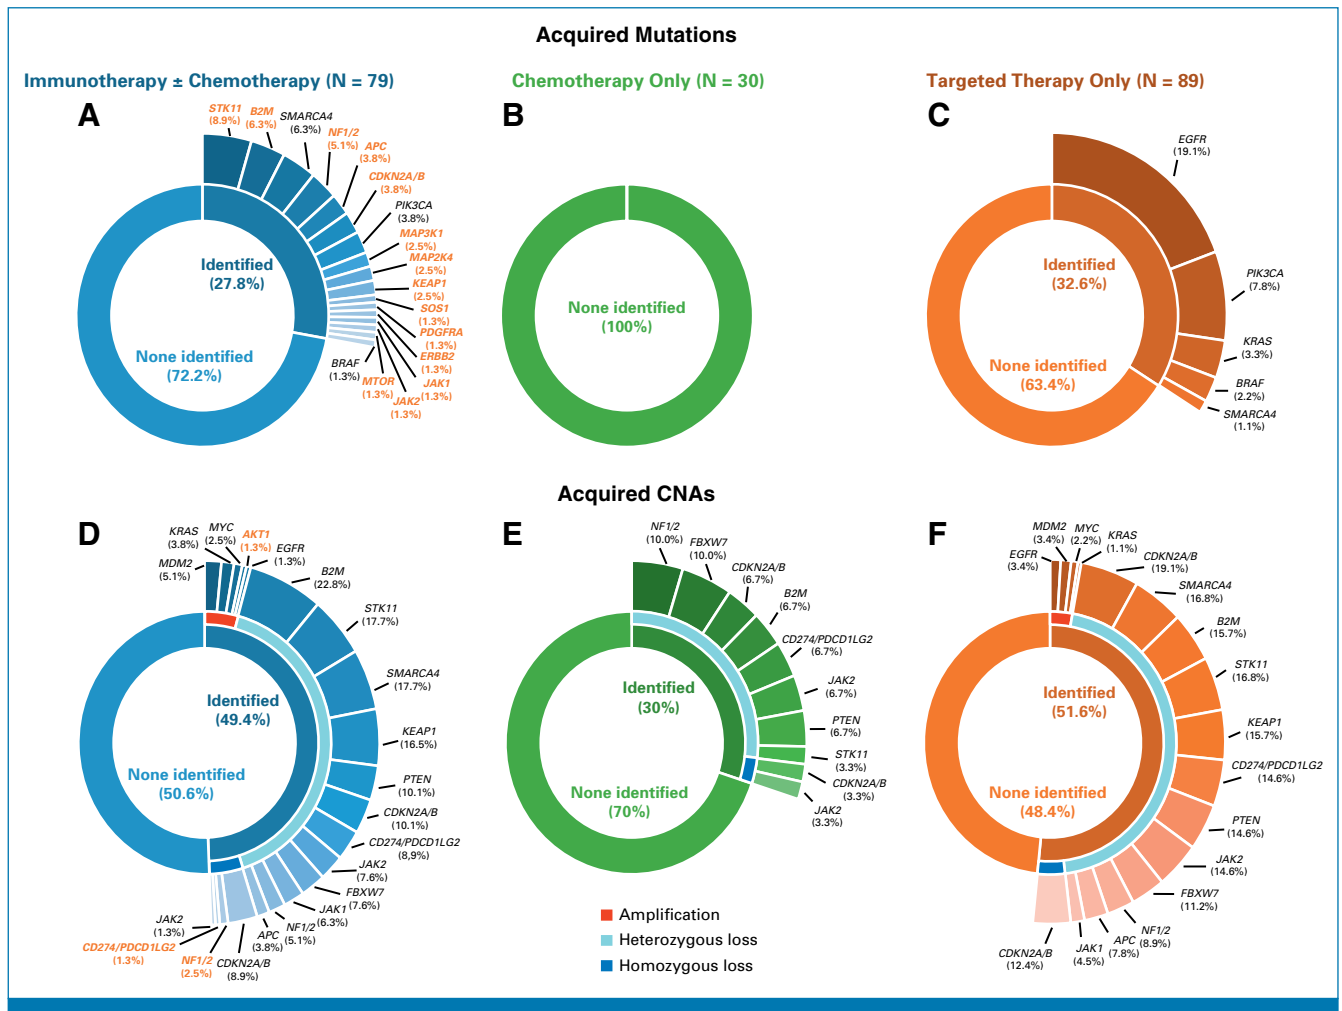 Acquired Mutations
Immunotherapy ± Chemotherapy (N = 79)
Chemotherapy Only (N = 30)
Targeted Therapy Only (N = 89)
A
STK11
(8.9%)
B2M
(6.3%)
SMARCA4
(6.3%)
NF1/2
(5.1%)
APC
(3.8%)
CDKN2A/B
(3.8%)
PIK3CA
(3.8%)
MAP3K1
(2.5%)
MAP2K4
(2.5%)
KEAP1
(2.5%)
SOS1
(1.3%)
PDGFRA
(1.3%)
ERBB2
(1.3%)
JAK1
(1.3%)
JAK2
(1.3%)
MTOR
(1.3%)
BRAF
(1.3%)
Identified
(27.8%)
None identified
(72.2%)
B
None identified
(100%)
C
EGFR
(19.1%)
PIK3CA
(7.8%)
KRAS
(3.3%)
BRAF
(2.2%)
SMARCA4
(1.1%)
Identified
(32.6%)
None identified
(63.4%)
Acquired CNAs
D
MDM2
(5.1%)
KRAS
(3.8%)
MYC
(2.5%)
AKT1
(1.3%)
EGFR
(1.3%)
B2M
(22.8%)
STK11
(17.7%)
SMARCA4
(17.7%)
KEAP1
(16.5%)
PTEN
(10.1%)
CDKN2A/B
(10.1%)
CD274/PDCD1LG2
(8,9%)
JAK2
(7.6%)
FBXW7
(7.6%)
JAK1
(6.3%)
NF1/2
(5.1%)
APC
(3.8%)
CDKN2A/B
(8.9%)
NF1/2
(2.5%)
CD274/PDCD1LG2
(1.3%)
JAK2
(1.3%)
Identified
(49.4%)
None identified
(50.6%)
E
NF1/2
(10.0%)
FBXW7
(10.0%)
CDKN2A/B
(6.7%)
B2M
(6.7%)
CD274/PDCD1LG2
(6.7%)
JAK2
(6.7%)
PTEN
(6.7%)
STK11
(3.3%)
CDKN2A/B
(3.3%)
JAK2
(3.3%)
Identified
(30%)
None identified
(70%)
Amplification
Heterozygous loss
Homozygous loss
F
EGFR
(3.4%)
MDM2
(3.4%)
MYC
(2.2%)
KRAS
(1.1%)
CDKN2A/B
(19.1%)
SMARCA4
(16.8%)
B2M
(15.7%)
STK11
(16.8%)
KEAP1
(15.7%)
CD274/PDCD1LG2
(14.6%)
PTEN
(14.6%)
JAK2
(14.6%)
FBXW7
(11.2%)
NF1/2
(8.9%)
APC
(7.8%)
JAK1
(4.5%)
CDKN2A/B
(12.4%)
Identified
(51.6%)
None identified
(48.4%)